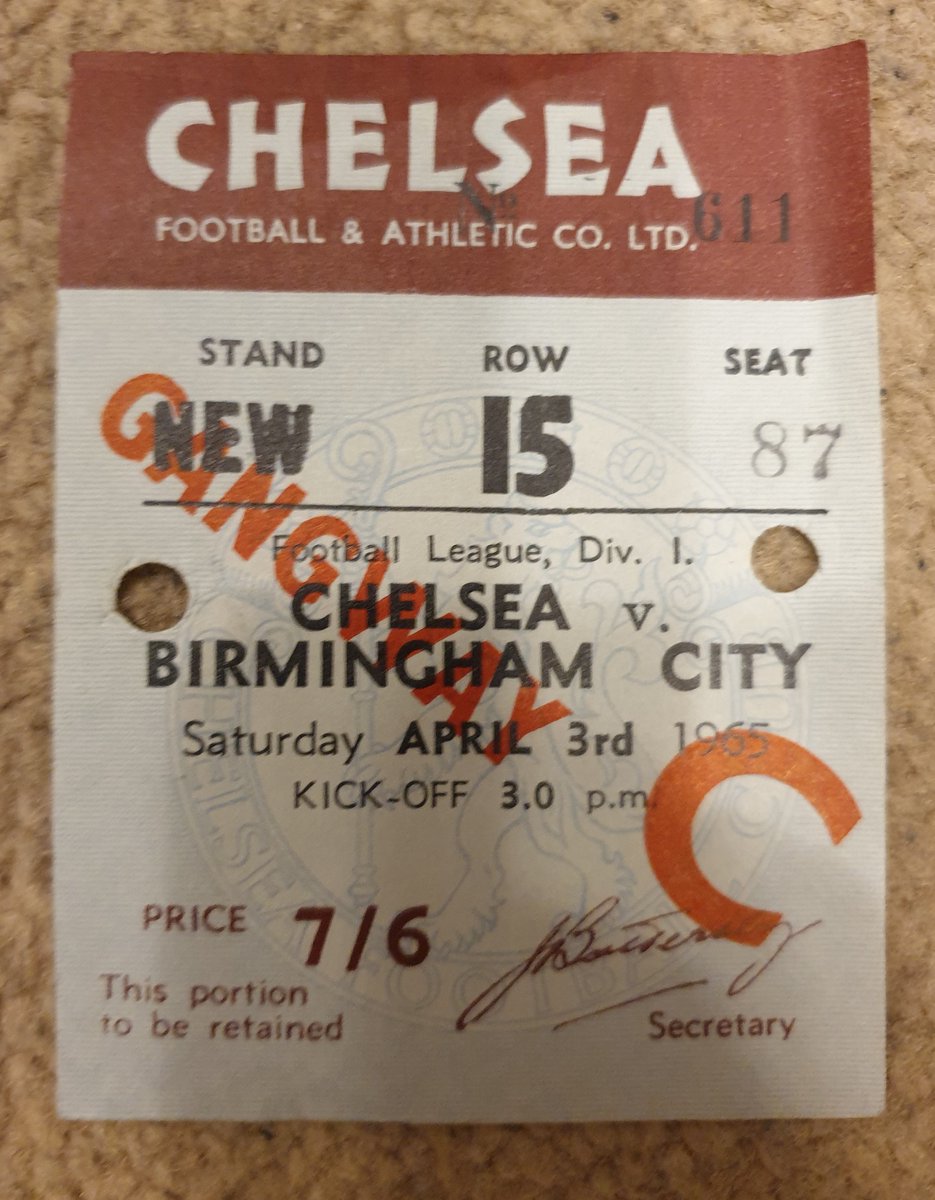 CHELSEA
FOOTBALL & ATHLETIC CO. LTD.
No 611
STAND ROW SEAT
NEW 15 87
GANGWAY
Football League, Div. I.
CHELSEA v.
BIRMINGHAM CITY
Saturday APRIL 3rd 1965
KICK-OFF 3.0 p.m.
C
PRICE 7/6
This portion
to be retained
Secretary